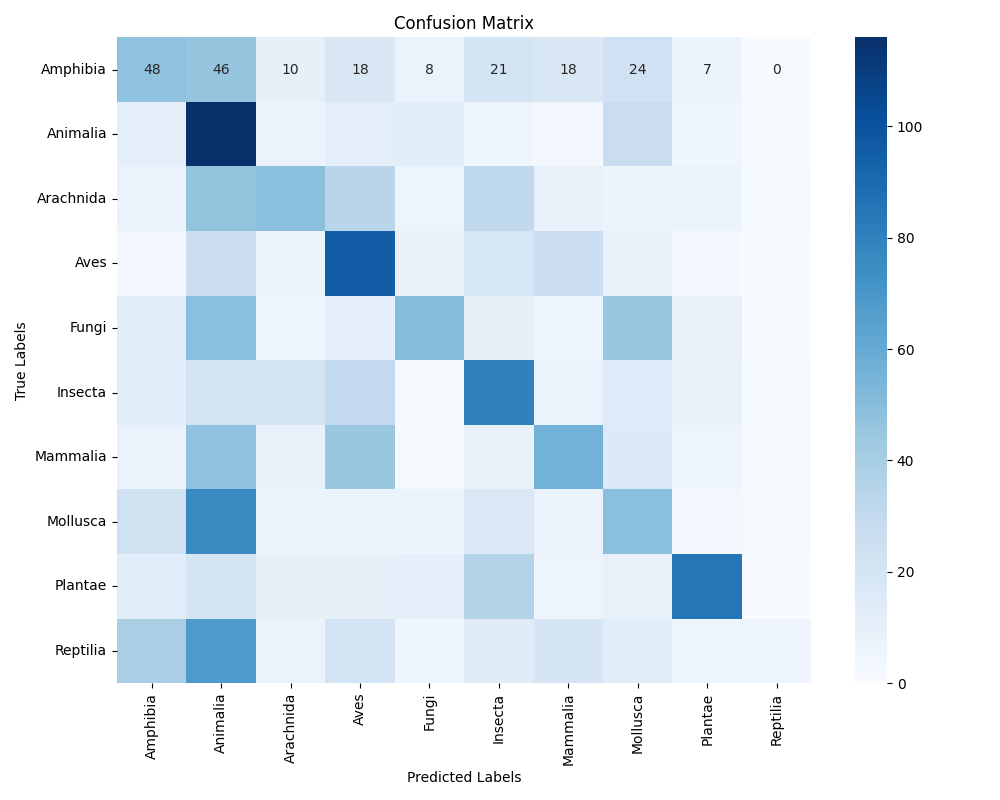 Confusion Matrix
True Labels
Amphibia 48 46 10 18 8 21 18 24 7 0
Animalia
Arachnida
Aves
Fungi
Insecta
Mammalia
Mollusca
Plantae
Reptilia
Amphibia
Animalia
Arachnida
Aves
Fungi
Insecta
Mammalia
Mollusca
Plantae
Reptilia
Predicted Labels
100
80
60
40
20
0